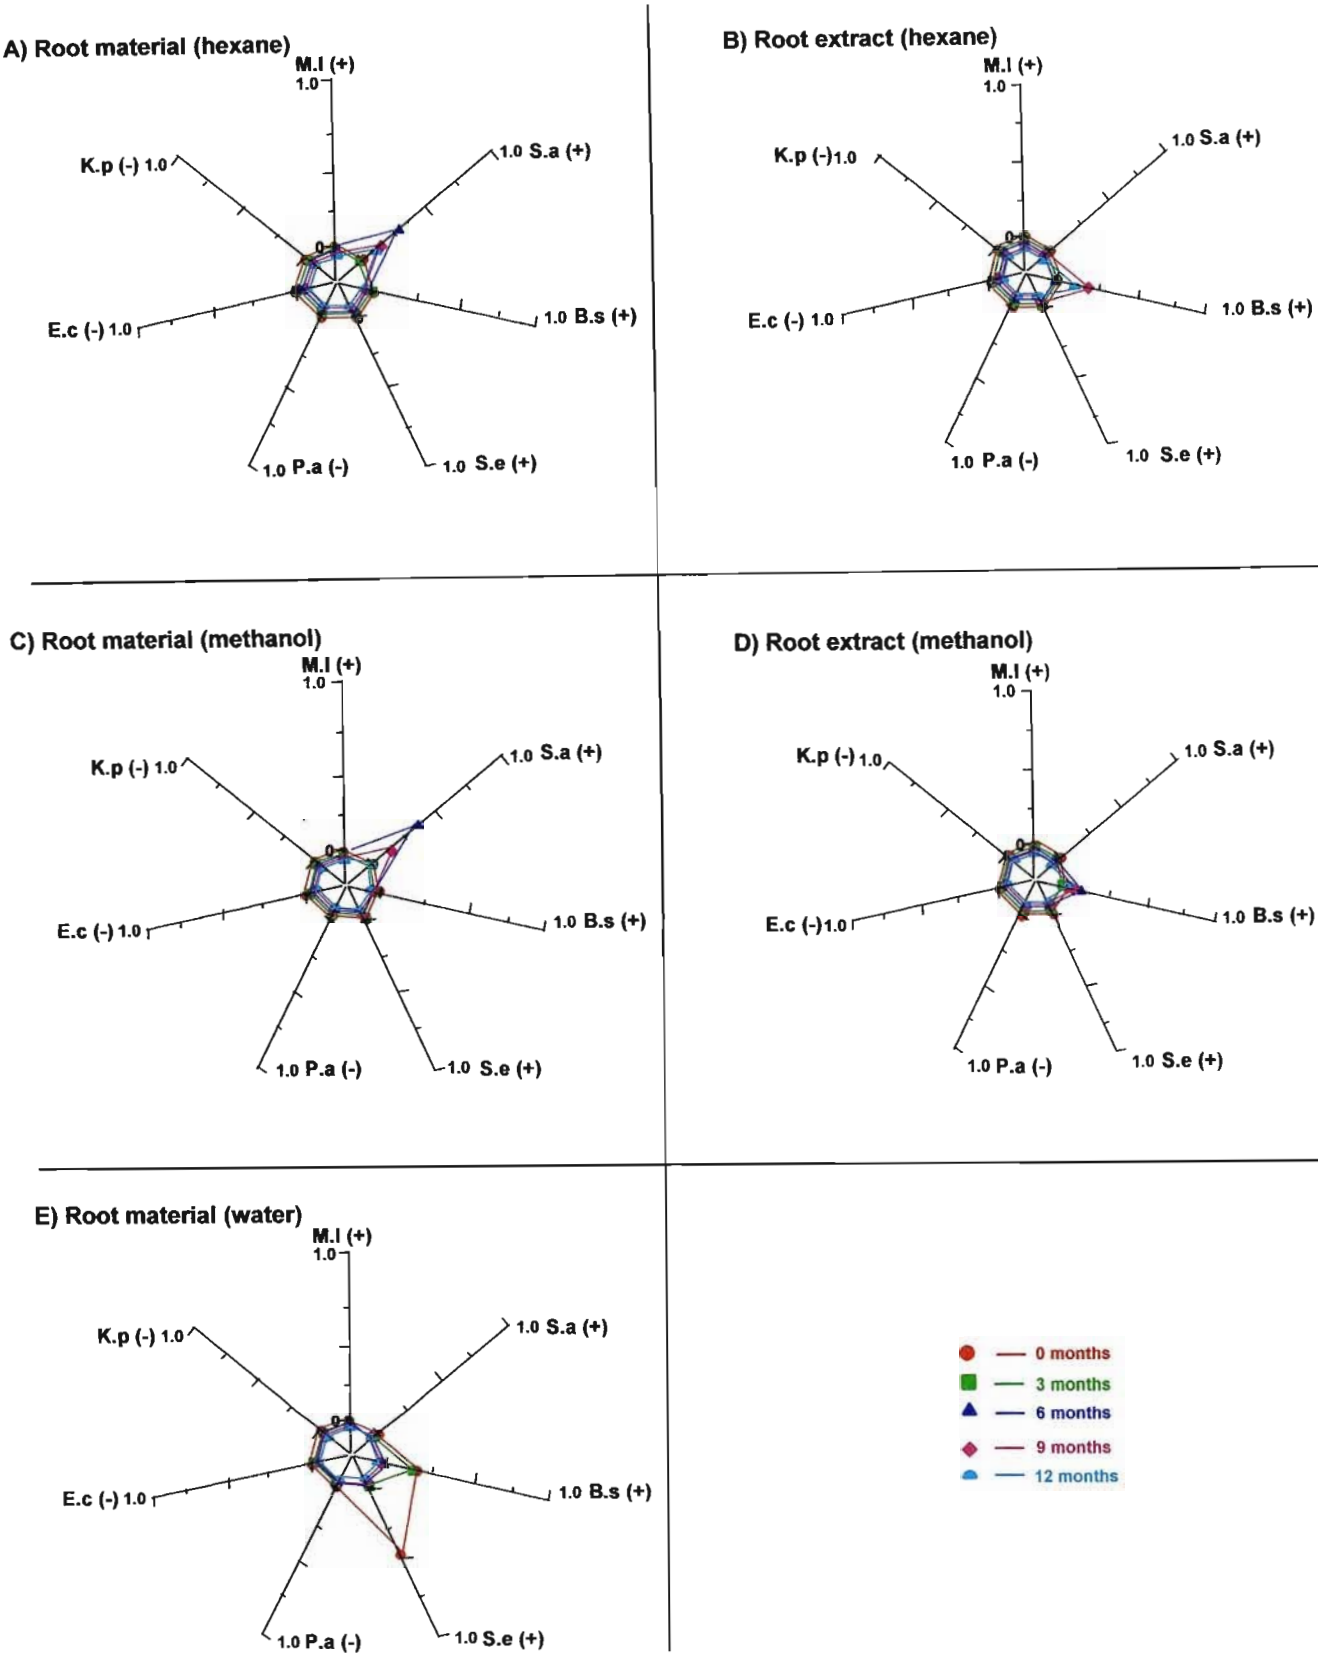 A) Root material (hexane)
M.I (+)
1.0
1.0 S.a (+)
K.p (-) 1.0
0
1.0 B.s (+)
E.c (-) 1.0
1.0 P.a (-)
1.0 S.e (+)
B) Root extract (hexane)
M.I (+)
1.0
1.0 S.a (+)
K.p (-)1.0
0
1.0 B.s (+)
E.c (-) 1.0
1.0 P.a (-)
1.0 S.e (+)
C) Root material (methanol)
M.I (+)
1.0
1.0 S.a (+)
K.p (-) 1.0
0
1.0 B.s (+)
E.c (-) 1.0
1.0 P.a (-)
1.0 S.e (+)
D) Root extract (methanol)
M.I (+)
1.0
1.0 S.a (+)
K.p (-) 1.0
0
1.0 B.s (+)
E.c (-)1.0
1.0 P.a (-)
1.0 S.e (+)
E) Root material (water)
M.I (+)
1.0
1.0 S.a (+)
K.p (-) 1.0
0
1.0 B.s (+)
E.c (-) 1.0
1.0 P.a (-)
1.0 S.e (+)
0 months
3 months
6 months
9 months
12 months